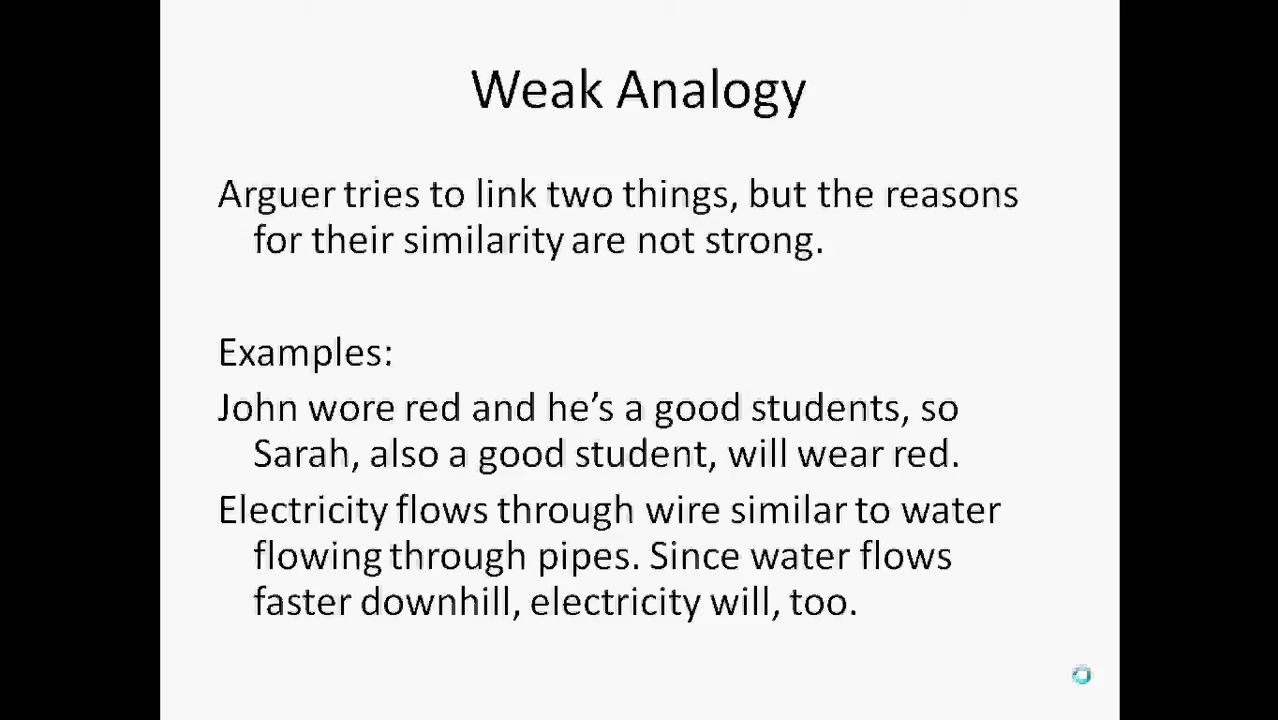 Weak Analogy
Arguer tries to link two things, but the reasons
for their similarity are not strong.
Examples:
John wore red and he’s a good students, so
Sarah, also a good student, will wear red.
Electricity flows through wire similar to water
flowing through pipes. Since water flows
faster downhill, electricity will, too.